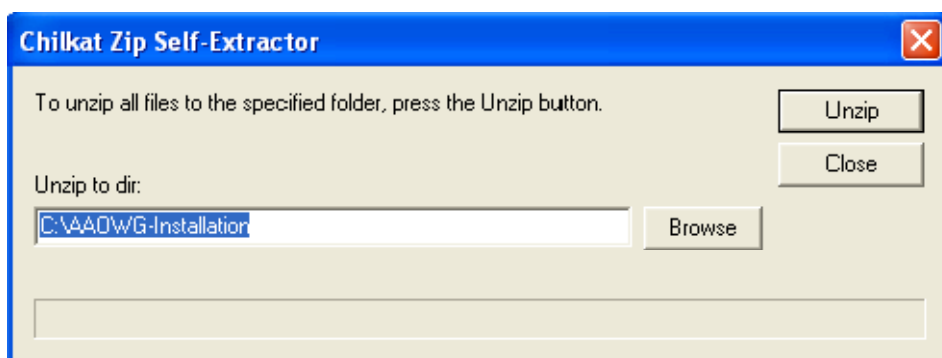 Chilkat Zip Self-Extractor
To unzip all files to the specified folder, press the Unzip button.
Unzip
Close
Unzip to dir:
C:\AAOWG-Installation
Browse